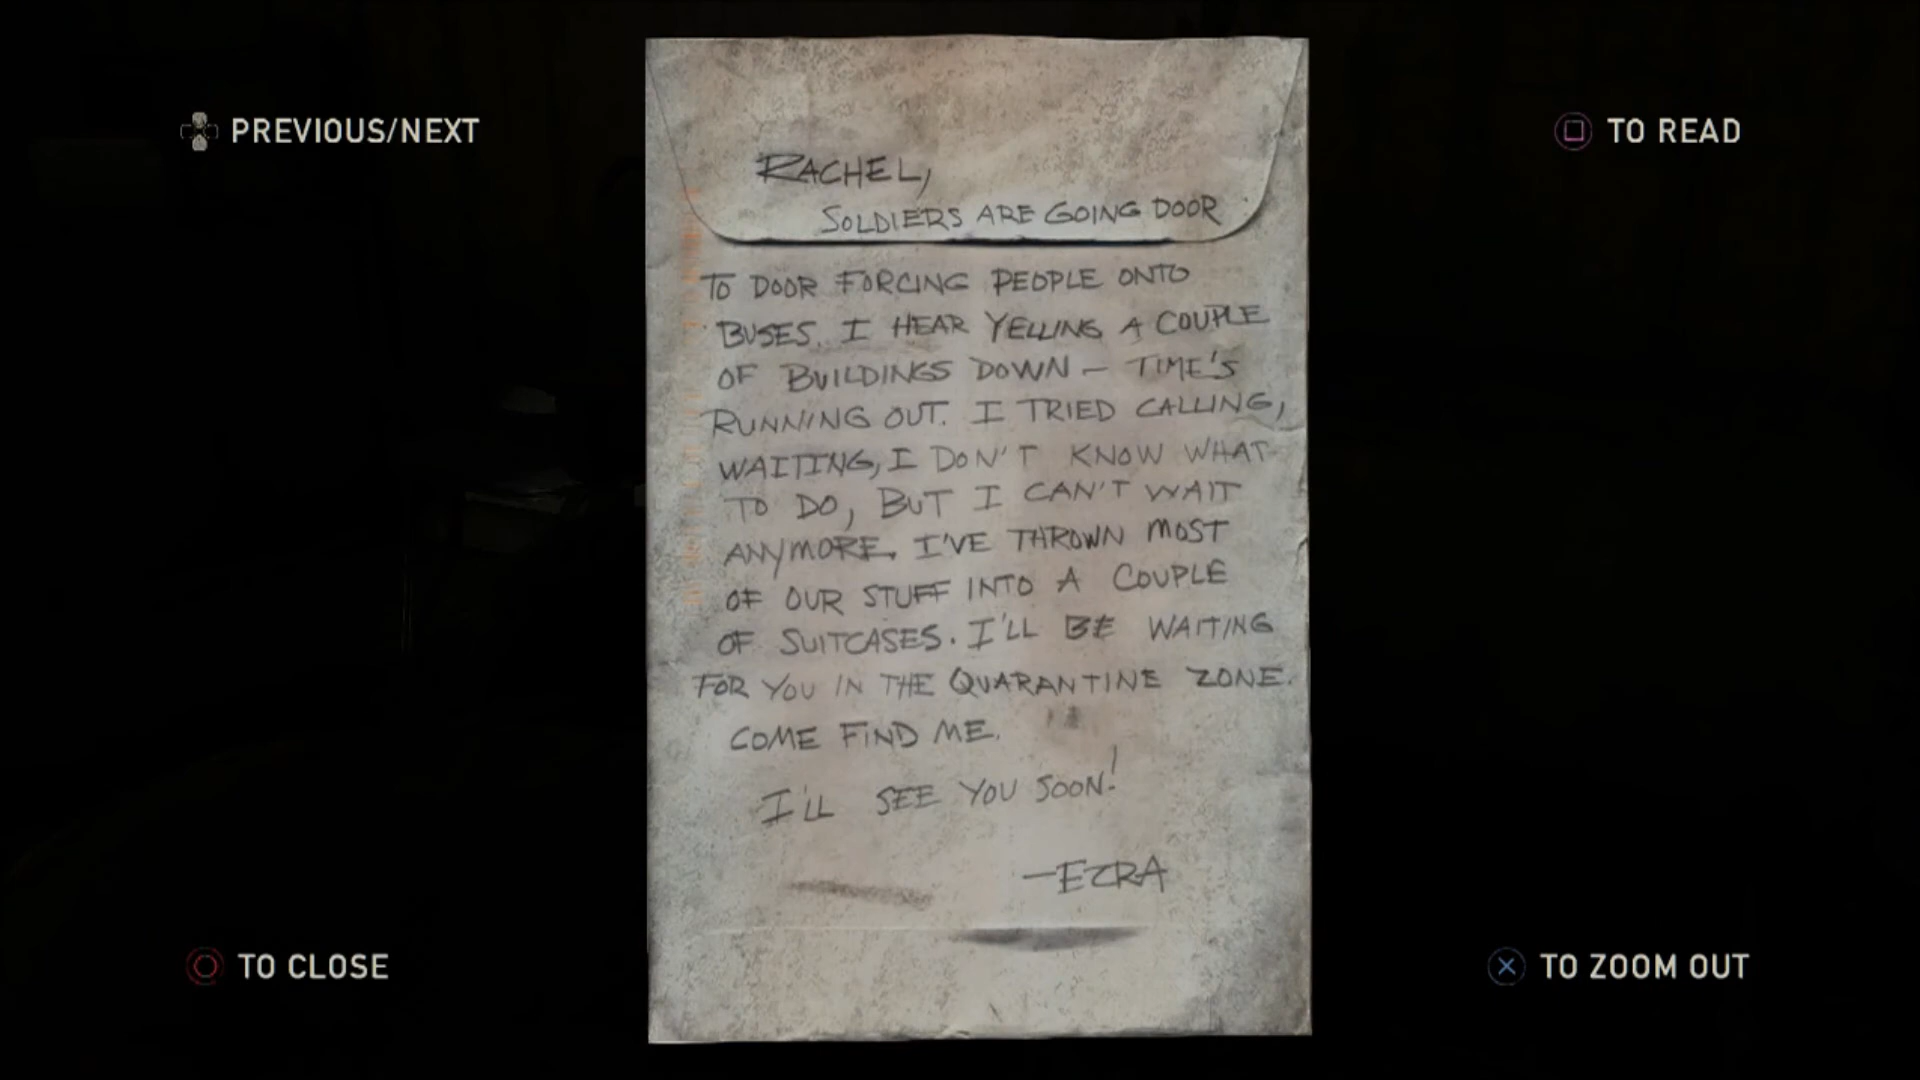 PREVIOUS/NEXT
TO READ
RACHEL,
SOLDIERS ARE GOING DOOR
TO DOOR FORCING PEOPLE ONTO
BUSES. I HEAR YELLING A COUPLE
OF BUILDINGS DOWN – TIME'S
RUNNING OUT. I TRIED CALLING,
WAITING, I DON'T KNOW WHAT
TO DO, BUT I CAN'T WAIT
ANYMORE. I'VE THROWN MOST
OF OUR STUFF INTO A COUPLE
OF SUITCASES. I'LL BE WAITING
FOR YOU IN THE QUARANTINE ZONE.
COME FIND ME.
I'LL SEE YOU SOON!
—EZRA
TO CLOSE
TO ZOOM OUT